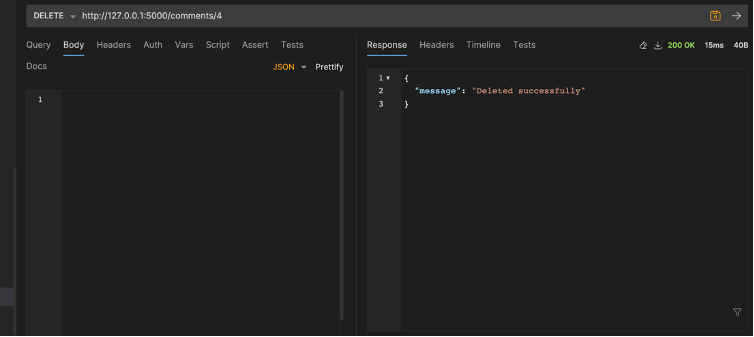 DELETE http://127.0.0.1:5000/comments/4
Query Body Headers Auth Vars Script Assert Tests
Docs
JSON Prettify
1
Response Headers Timeline Tests 200 OK 15ms 40B
1 {
2 "message": "Deleted successfully"
3 }